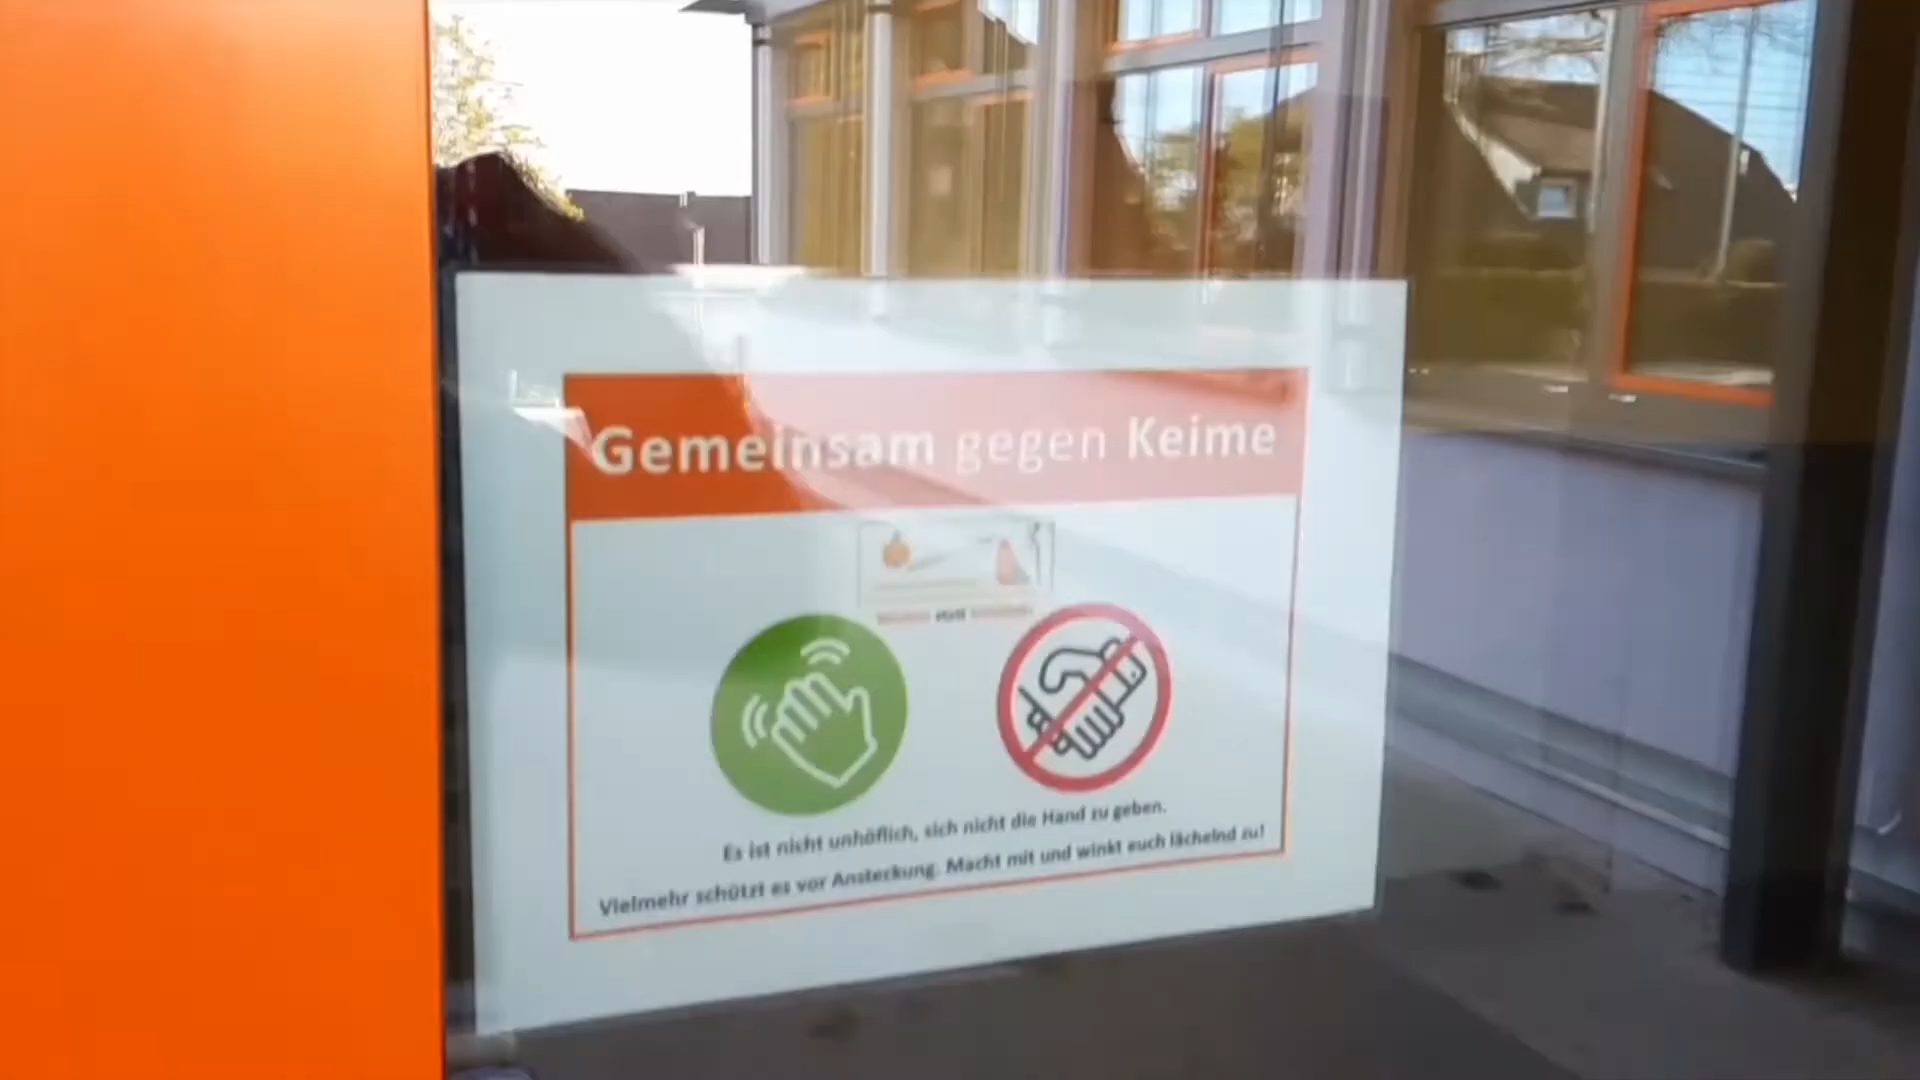 Gemeinsam gegen Keime
Es ist nicht unhöflich, sich nicht die Hand zu geben.
Vielmehr schützt es vor Ansteckung. Macht mit und winkt euch lächelnd zu!